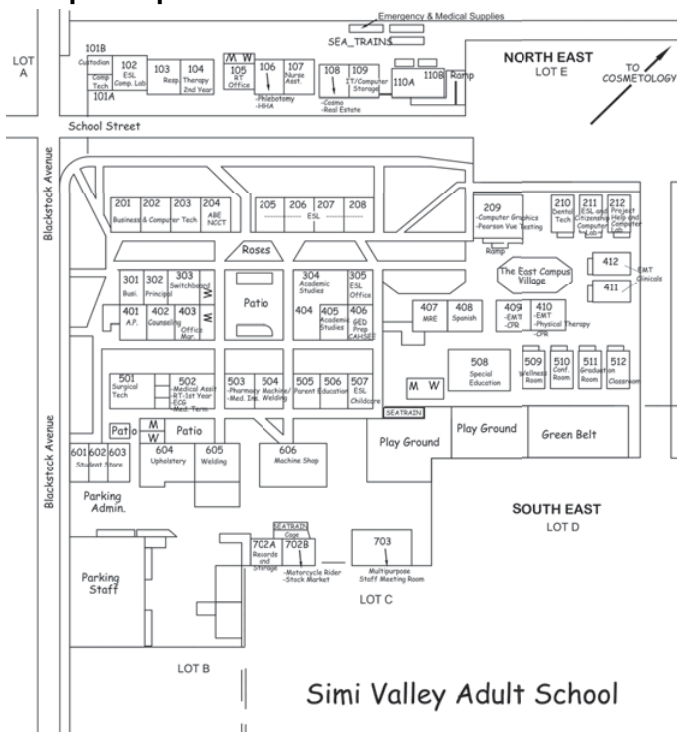 Emergency & Medical Supplies
SEA_TRAINS
NORTH EAST
LOT E
TO
COSMETOLOGY
LOT
A
101B
Custodian
Comp
Tech
101A
102
ESL
Comp. Lab
103
Resp.
104
Therapy
2nd Year
M W
105
RT
Office
106
-Phlebotomy
-HHA
107
Nurse
Asst.
108
-Cosmo
-Real Estate
109
IT/Computer
Storage
110A
110B
Ramp
School Street
Blackstock Avenue
201 202 203 204
Business & Computer Tech
ABE
NCCT
205 206 207 208
ESL
209
-Computer Graphics
-Pearson Vue Testing
Ramp
210
Dental
Tech
211
ESL and
Citizenship
Computer
Lab
212
Project
Help and
Computer
Lab
Roses
The East Campus
Village
412
411
EMT
Clinicals
301
Busi.
302
Principal
303
Switchboard
W
M
401
A.P.
402
Counseling
403
Office
Mgr.
Patio
304
Academic
Studies
305
ESL
Office
404
405
Academic
Studies
406
GED
Prep
CAHSEE
407
MRE
408
Spanish
409
-EMT
-CPR
410
-EMT
-Physical Therapy
-CPR
501
Surgical
Tech
502
-Medical Assit
-RT-1st Year
-ECG
-Med. Term
503
-Pharmacy
-Med. Ins.
504
Machine/
Welding
505 506
Parent Education
507
ESL
Childcare
M W
508
Special
Education
509
Wellness
Room
510
Conf.
Room
511
Graduation
Room
512
Classroom
SEATRAIN
Patio
M
W
Patio
Play Ground
Play Ground
Green Belt
601 602 603
Student Store
604
Upholstery
605
Welding
606
Machine Shop
Blackstock Avenue
Parking
Admin.
SOUTH EAST
LOT D
SEATRAIN
Cage
702A
Records
and
Storage
702B
-Motorcycle Rider
-Stock Market
703
Multipurpose
Staff Meeting Room
Parking
Staff
LOT C
LOT B
Simi Valley Adult School